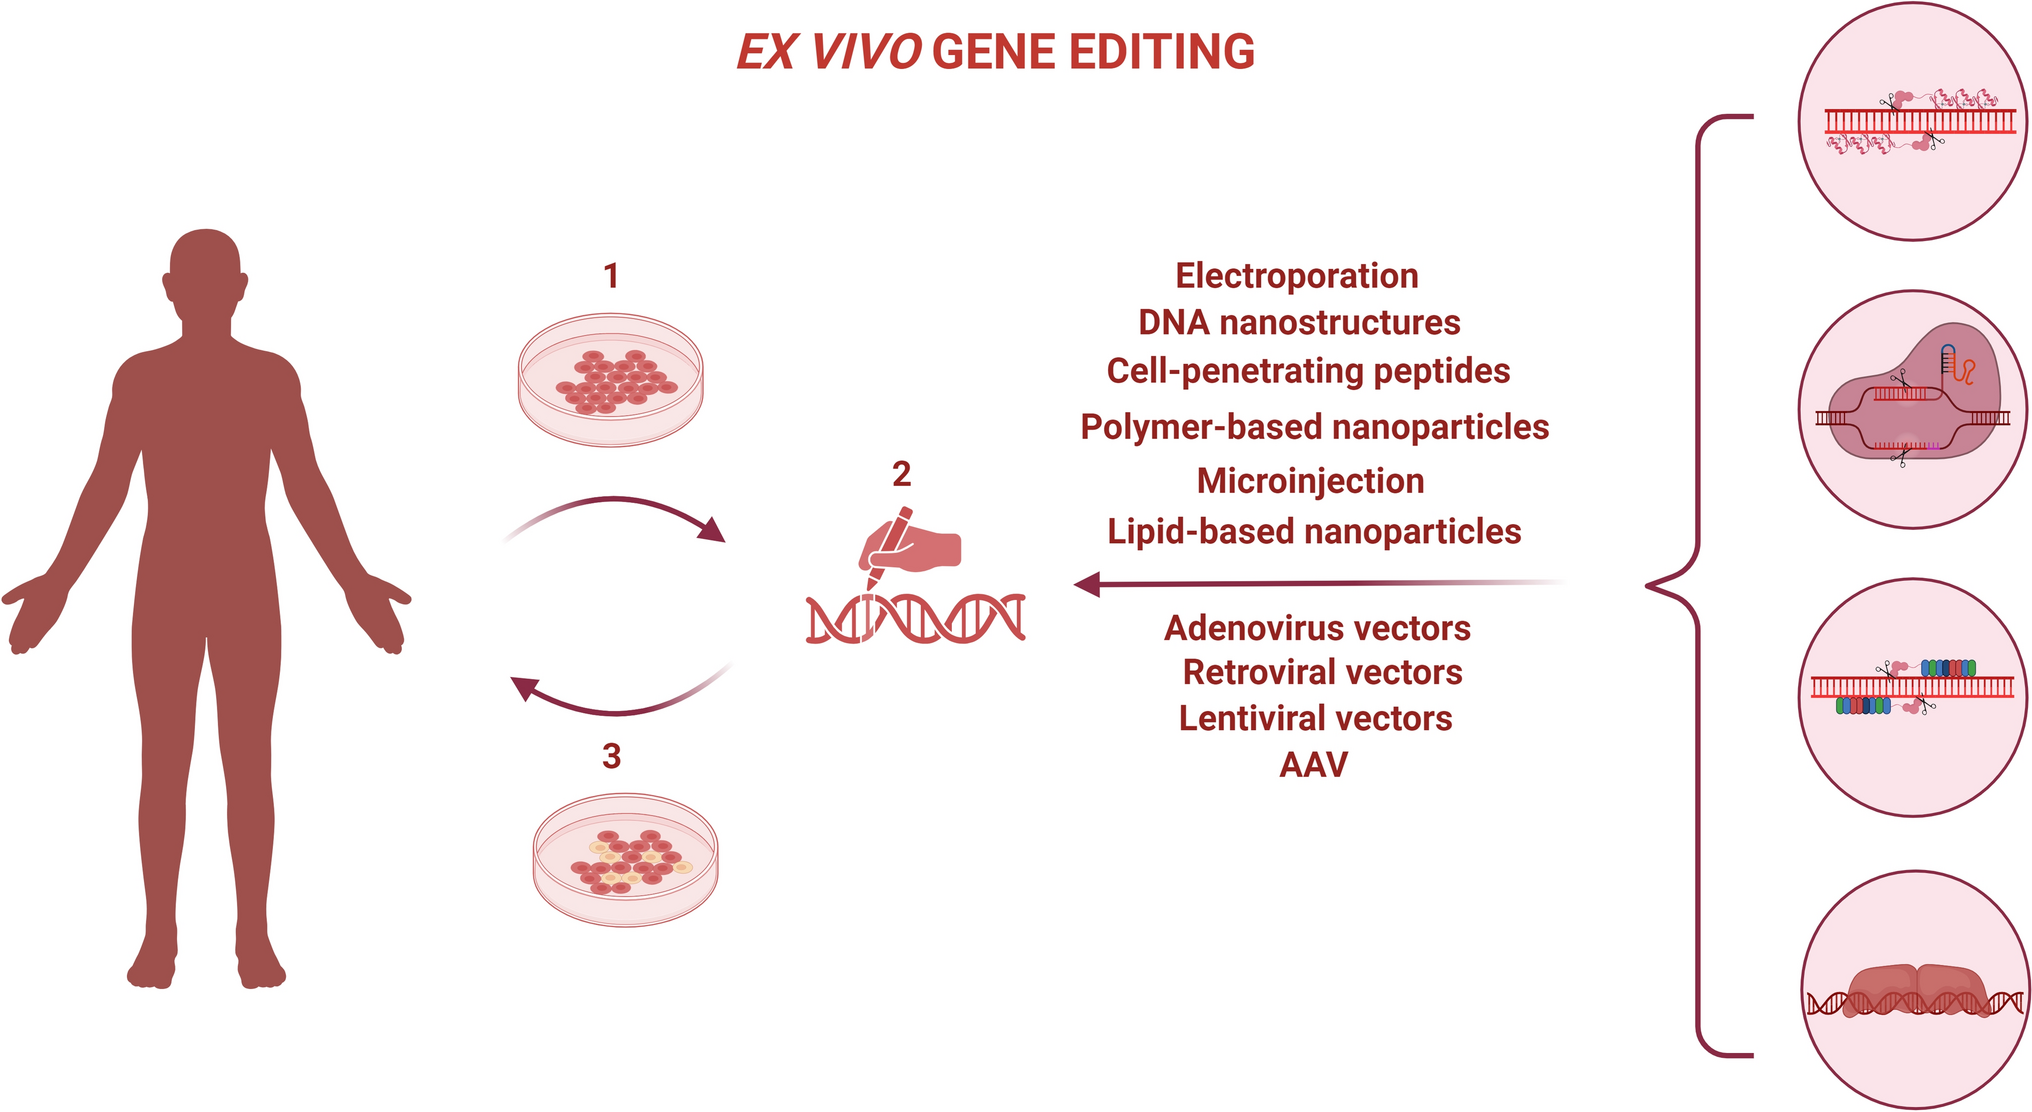 EX VIVO GENE EDITING
1
2
3
Electroporation
DNA nanostructures
Cell-penetrating peptides
Polymer-based nanoparticles
Microinjection
Lipid-based nanoparticles
Adenovirus vectors
Retroviral vectors
Lentiviral vectors
AAV